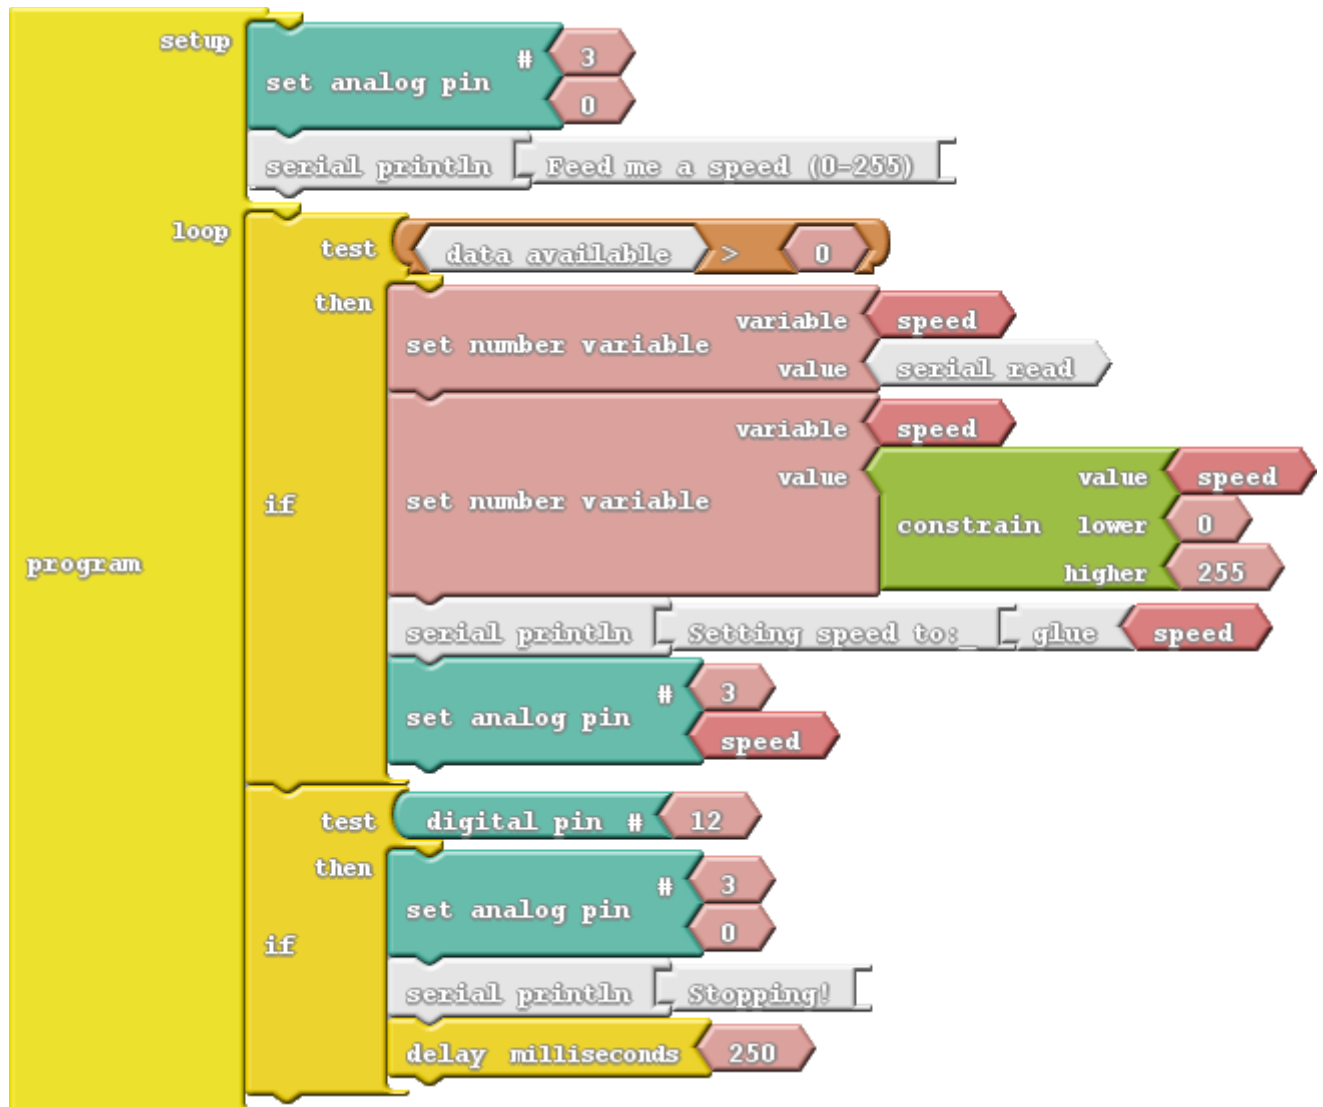 setup
set analog pin # 3
0
serial println Feed me a speed (0-255)
loop
test data available > 0
then
set number variable variable speed
value serial read
set number variable variable speed
value constrain value speed
lower 0
higher 255
if
program
serial println Setting speed to:_ glue speed
set analog pin # 3
speed
test digital pin # 12
then
set analog pin # 3
0
if
serial println Stopping!
delay milliseconds 250